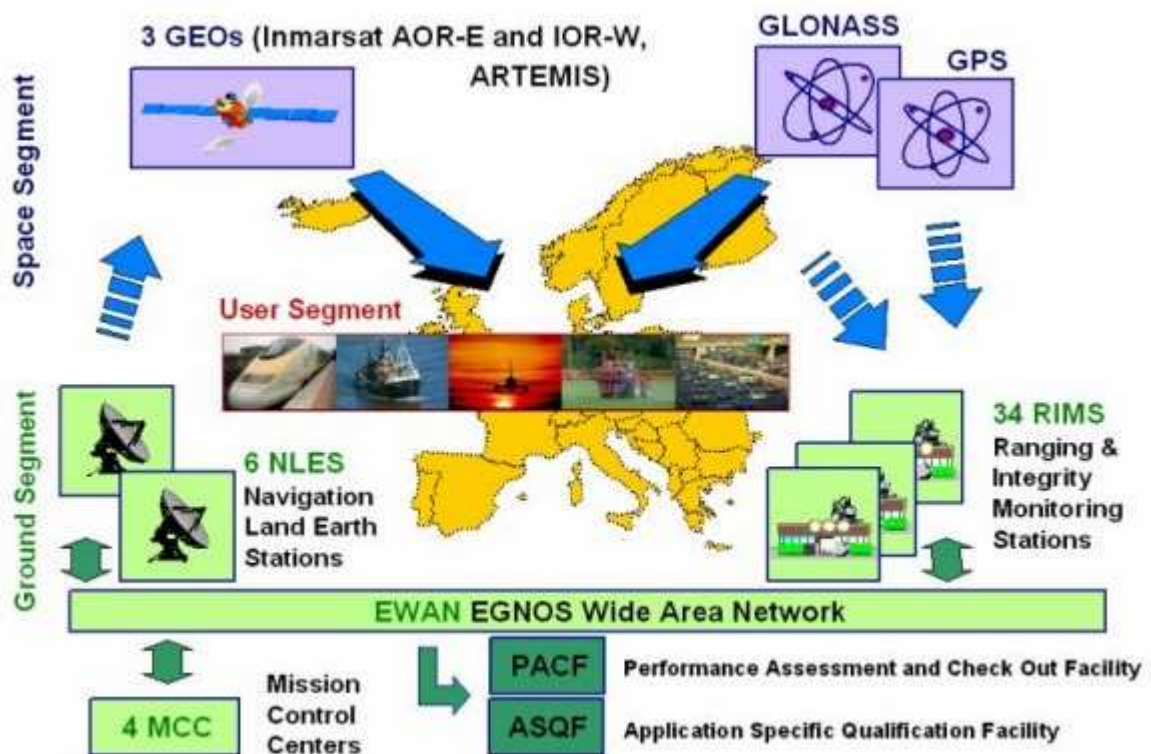 3 GEOs (Inmarsat AOR-E and IOR-W,
ARTEMIS)
GLONASS
GPS
Space Segment
User Segment
Ground Segment
6 NLES
Navigation
Land Earth
Stations
34 RIMS
Ranging &
Integrity
Monitoring
Stations
EWAN EGNOS Wide Area Network
4 MCC
Mission
Control
Centers
PACF
Performance Assessment and Check Out Facility
ASQF
Application Specific Qualification Facility